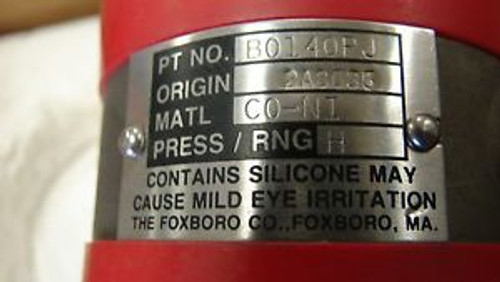 PT NO. B0140PJ
ORIGIN
MATL CO-NI
PRESS / RNG H
CONTAINS SILICONE MAY
CAUSE MILD EYE IRRITATION
THE FOXBORO CO., FOXBORO, MA.